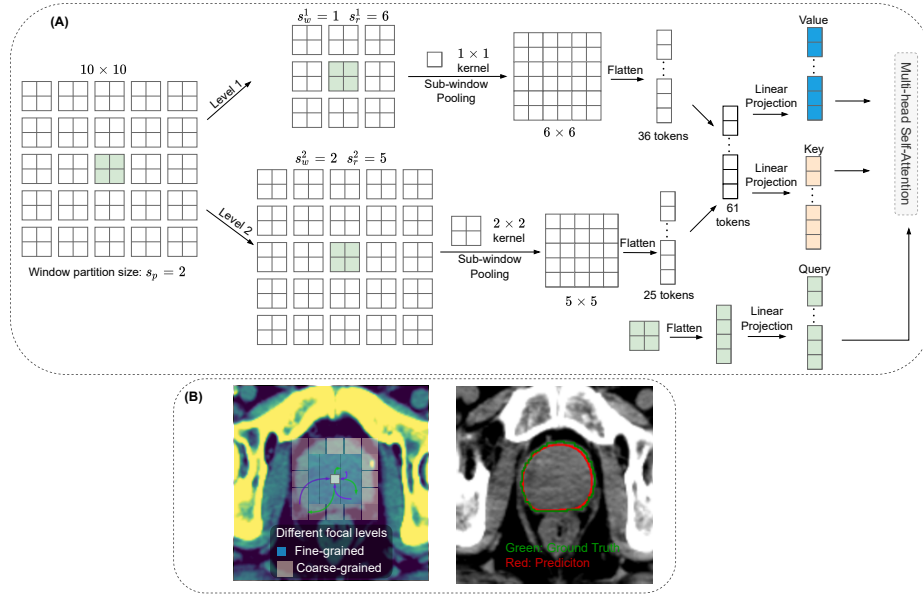 (A)
10 × 10
Window partition size: s_p = 2
Level 1
Level 2
s_w^1 = 1 s_r^1 = 6
1 × 1
kernel
Sub-window
Pooling
6 × 6
Flatten
36 tokens
s_w^2 = 2 s_r^2 = 5
2 × 2
kernel
Sub-window
Pooling
5 × 5
Flatten
25 tokens
61
tokens
Linear
Projection
Value
Linear
Projection
Key
Flatten
Linear
Projection
Query
Multi-head Self-Attention
(B)
Different focal levels
Fine-grained
Coarse-grained
Green: Ground Truth
Red: Prediciton